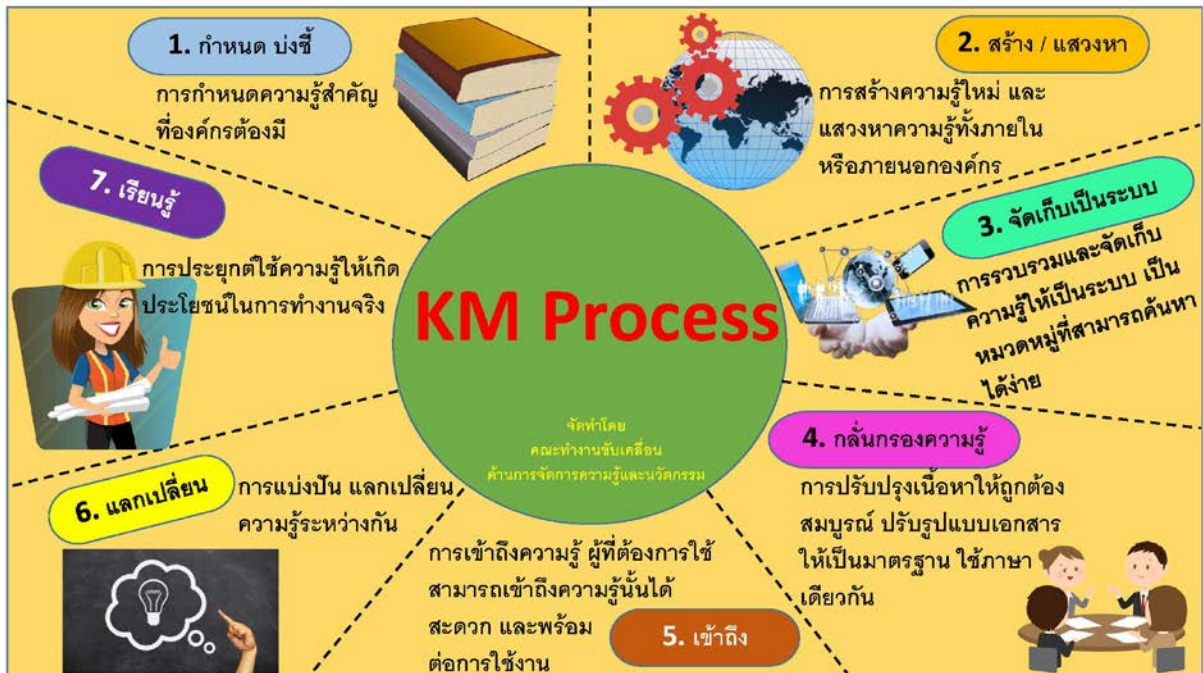 KM Process
จัดทำโดย
คณะทำงานขับเคลื่อน
ด้านการจัดการความรู้และนวัตกรรม
1. กำหนด บ่งชี้
การกำหนดความรู้สำคัญ
ที่องค์กรต้องมี
2. สร้าง / แสวงหา
การสร้างความรู้ใหม่ และ
แสวงหาความรู้ทั้งภายใน
หรือภายนอกองค์กร
3. จัดเก็บเป็นระบบ
การรวบรวมและจัดเก็บ
ความรู้ให้เป็นระบบ เป็น
หมวดหมู่ที่สามารถค้นหา
ได้ง่าย
4. กลั่นกรองความรู้
การปรับปรุงเนื้อหาให้ถูกต้อง
สมบูรณ์ ปรับรูปแบบเอกสาร
ให้เป็นมาตรฐาน ใช้ภาษา
เดียวกัน
5. เข้าถึง
การเข้าถึงความรู้ ผู้ที่ต้องการใช้
สามารถเข้าถึงความรู้นั้นได้
สะดวก และพร้อม
ต่อการใช้งาน
6. แลกเปลี่ยน
การแบ่งปัน แลกเปลี่ยน
ความรู้ระหว่างกัน
7. เรียนรู้
การประยุกต์ใช้ความรู้ให้เกิด
ประโยชน์ในการทำงานจริง